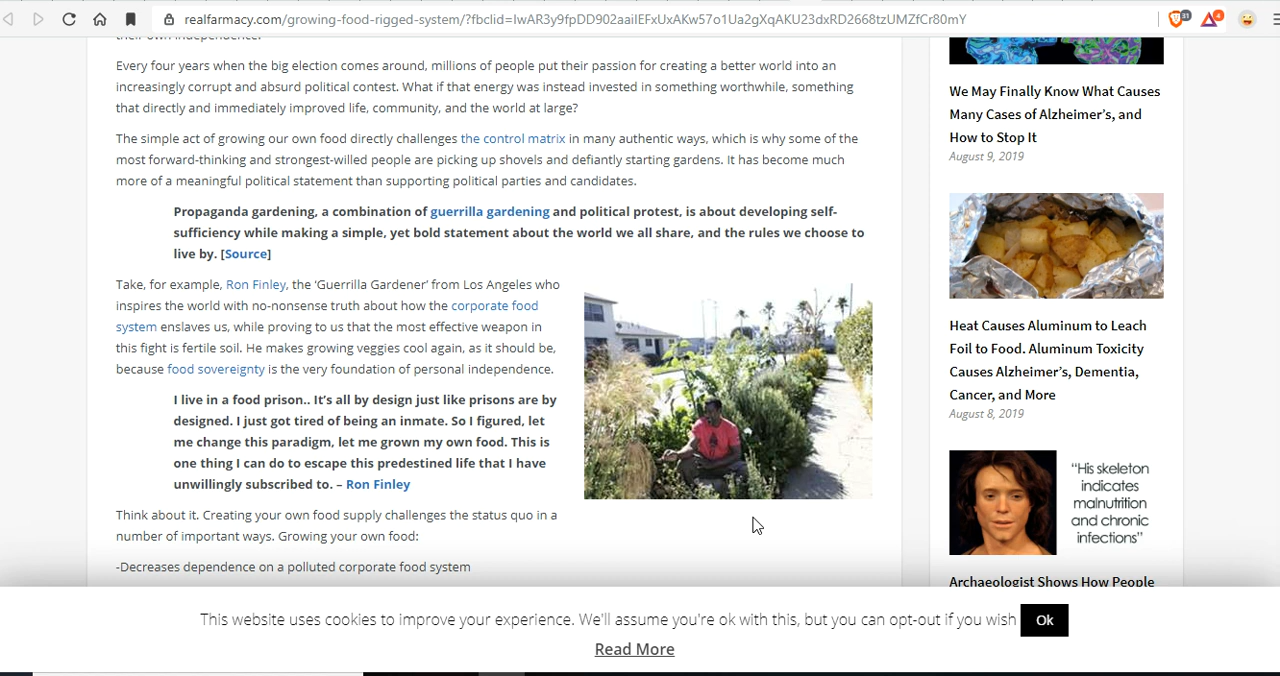 realfarmacy.com/growing-food-rigged-system/?fbclid=IwAR3y9fpDD902aaiIEFxUxAKw57o1Ua2gXqAKU23dxRD2668tzUMZfCr80mY
31
4
their own independence.
Every four years when the big election comes around, millions of people put their passion for creating a better world into an
increasingly corrupt and absurd political contest. What if that energy was instead invested in something worthwhile, something
that directly and immediately improved life, community, and the world at large?
The simple act of growing our own food directly challenges the control matrix in many authentic ways, which is why some of the
most forward-thinking and strongest-willed people are picking up shovels and defiantly starting gardens. It has become much
more of a meaningful political statement than supporting political parties and candidates.
Propaganda gardening, a combination of guerrilla gardening and political protest, is about developing self-
sufficiency while making a simple, yet bold statement about the world we all share, and the rules we choose to
live by. [Source]
Take, for example, Ron Finley, the ‘Guerrilla Gardener’ from Los Angeles who
inspires the world with no-nonsense truth about how the corporate food
system enslaves us, while proving to us that the most effective weapon in
this fight is fertile soil. He makes growing veggies cool again, as it should be,
because food sovereignty is the very foundation of personal independence.
I live in a food prison.. It’s all by design just like prisons are by
designed. I just got tired of being an inmate. So I figured, let
me change this paradigm, let me grown my own food. This is
one thing I can do to escape this predestined life that I have
unwillingly subscribed to. – Ron Finley
Think about it. Creating your own food supply challenges the status quo in a
number of important ways. Growing your own food:
-Decreases dependence on a polluted corporate food system
We May Finally Know What Causes
Many Cases of Alzheimer’s, and
How to Stop It
August 9, 2019
Heat Causes Aluminum to Leach
Foil to Food. Aluminum Toxicity
Causes Alzheimer’s, Dementia,
Cancer, and More
August 8, 2019
“His skeleton
indicates
malnutrition
and chronic
infections”
Archaeologist Shows How People
This website uses cookies to improve your experience. We'll assume you're ok with this, but you can opt-out if you wish Ok
Read More